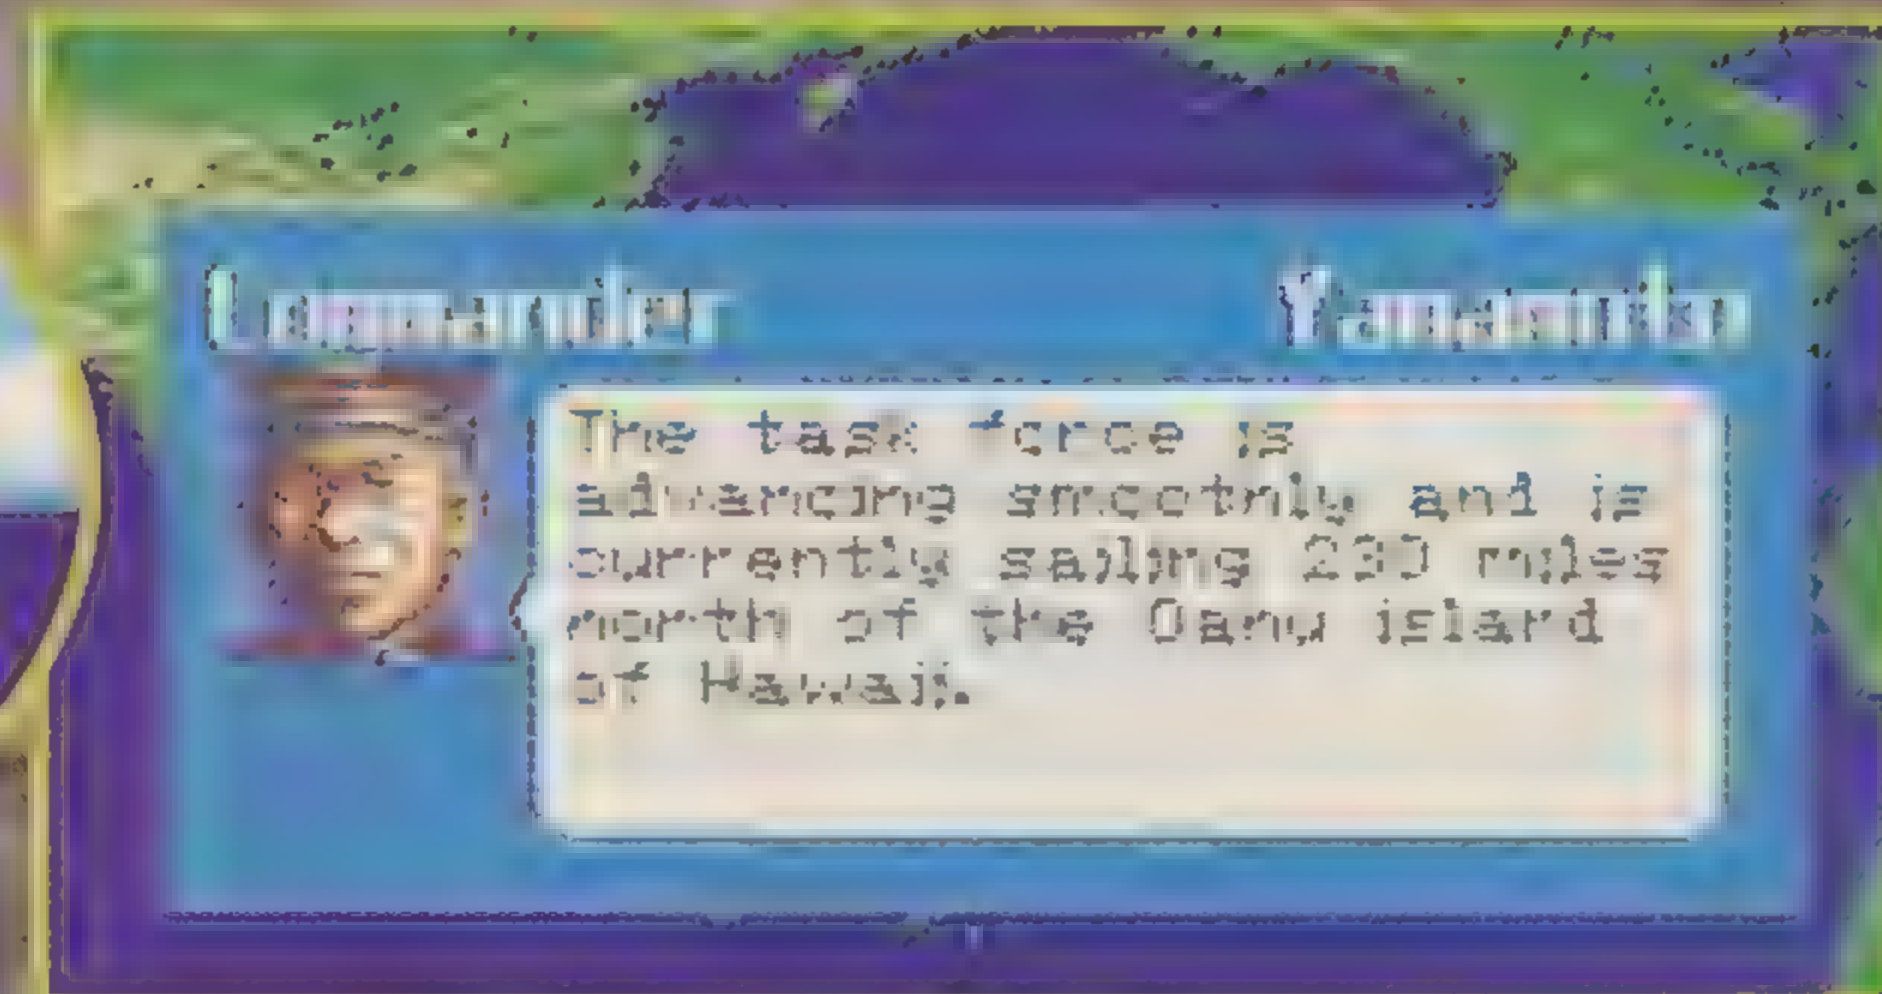 Commander Yanamoto
The task force is
advancing smoothly and is
currently sailing 230 miles
north of the Oahu island
of Hawaii.